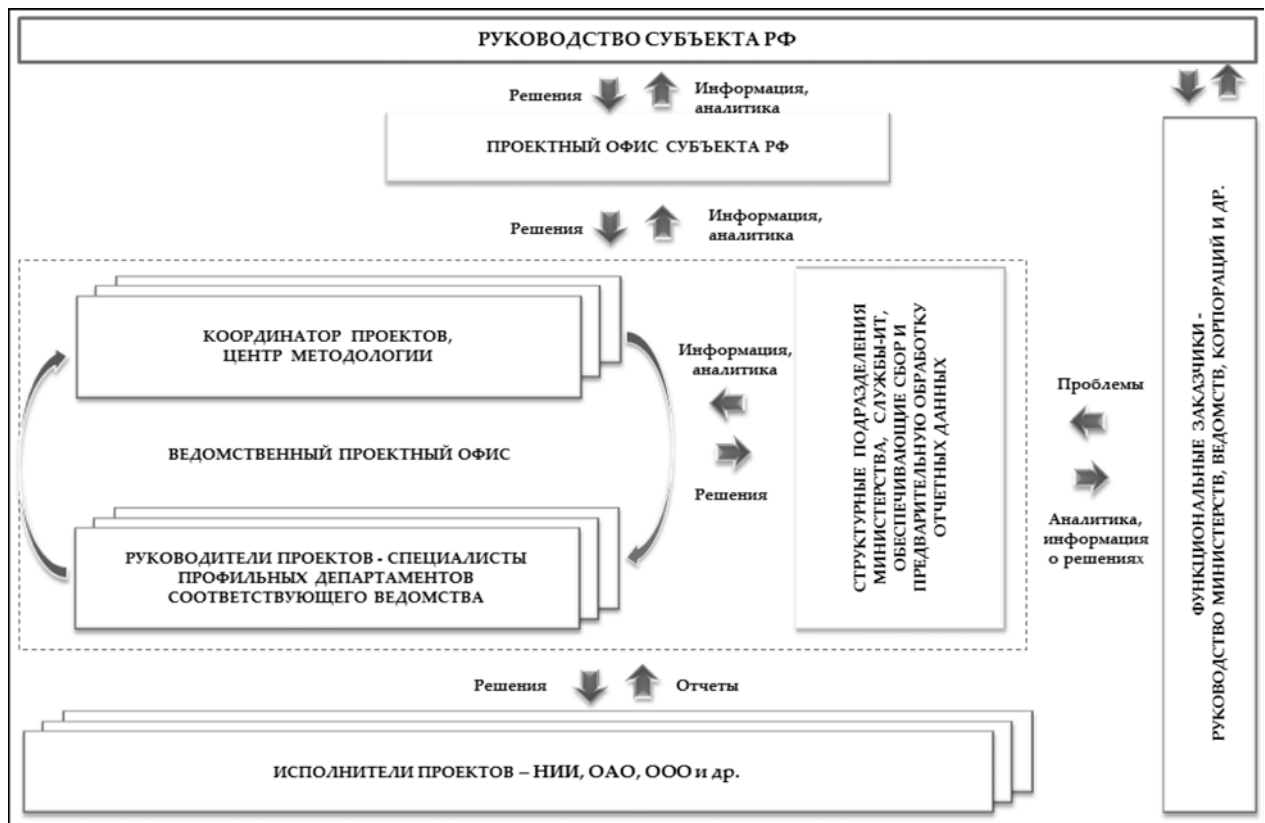 РУКОВОДСТВО СУБЪЕКТА РФ
Решения
Информация,
аналитика
ПРОЕКТНЫЙ ОФИС СУБЪЕКТА РФ
Решения
Информация,
аналитика
КООРДИНАТОР ПРОЕКТОВ,
ЦЕНТР МЕТОДОЛОГИИ
ВЕДОМСТВЕННЫЙ ПРОЕКТНЫЙ ОФИС
РУКОВОДИТЕЛИ ПРОЕКТОВ - СПЕЦИАЛИСТЫ
ПРОФИЛЬНЫХ ДЕПАРТАМЕНТОВ
СООТВЕТСТВУЮЩЕГО ВЕДОМСТВА
Информация,
аналитика
Решения
СТРУКТУРНЫЕ ПОДРАЗДЕЛЕНИЯ
МИНИСТЕРСТВА, СЛУЖБЫ-ИТ,
ОБЕСПЕЧИВАЮЩИЕ СБОР И
ПРЕДВАРИТЕЛЬНУЮ ОБРАБОТКУ
ОТЧЕТНЫХ ДАННЫХ
Проблемы
Аналитика,
информация
о решениях
ФУНКЦИОНАЛЬНЫЕ ЗАКАЗЧИКИ -
РУКОВОДСТВО МИНИСТЕРСТВ, ВЕДОМСТВ, КОРПОРАЦИЙ И ДР.
Решения
Отчеты
ИСПОЛНИТЕЛИ ПРОЕКТОВ – НИИ, ОАО, ООО и др.